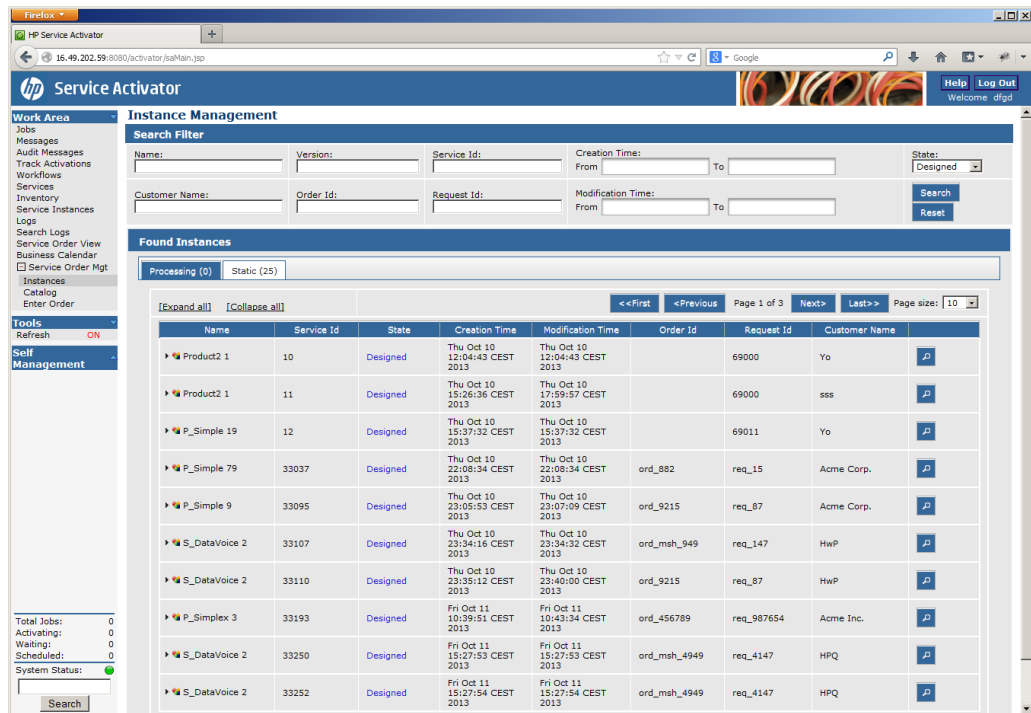 Firefox
HP Service Activator
+
16.49.202.59:8080/activator/saMain.jsp
Google
hp Service Activator
Help Log Out
Welcome dfgd
Work Area
Jobs
Messages
Audit Messages
Track Activations
Workflows
Services
Inventory
Service Instances
Logs
Search Logs
Service Order View
Business Calendar
Service Order Mgt
Instances
Catalog
Enter Order
Tools
Refresh ON
Self
Management
Total Jobs: 0
Activating: 0
Waiting: 0
Scheduled: 0
System Status:
Search
Instance Management
Search Filter
Name: Version: Service Id: Creation Time: State:
From To Designed
Customer Name: Order Id: Request Id: Modification Time: Search
From To Reset
Found Instances
Processing (0) Static (25)
[Expand all] [Collapse all] <<First <Previous Page 1 of 3 Next> Last>> Page size: 10
Name Service Id State Creation Time Modification Time Order Id Request Id Customer Name
Product2 1 10 Designed Thu Oct 10 12:04:43 CEST 2013 Thu Oct 10 12:04:43 CEST 2013 69000 Yo
Product2 1 11 Designed Thu Oct 10 15:26:36 CEST 2013 Thu Oct 10 17:59:57 CEST 2013 69000 sss
P_Simple 19 12 Designed Thu Oct 10 15:37:32 CEST 2013 Thu Oct 10 15:37:32 CEST 2013 69011 Yo
P_Simple 79 33037 Designed Thu Oct 10 22:08:34 CEST 2013 Thu Oct 10 22:08:34 CEST 2013 ord_882 req_15 Acme Corp.
P_Simple 9 33095 Designed Thu Oct 10 23:05:53 CEST 2013 Thu Oct 10 23:07:09 CEST 2013 ord_9215 req_87 Acme Corp.
S_DataVoice 2 33107 Designed Thu Oct 10 23:34:16 CEST 2013 Thu Oct 10 23:34:32 CEST 2013 ord_msh_949 req_147 HwP
S_DataVoice 2 33110 Designed Thu Oct 10 23:35:12 CEST 2013 Thu Oct 10 23:40:00 CEST 2013 ord_9215 req_87 HwP
P_Simplex 3 33193 Designed Fri Oct 11 10:39:51 CEST 2013 Fri Oct 11 10:43:34 CEST 2013 ord_456789 req_987654 Acme Inc.
S_DataVoice 2 33250 Designed Fri Oct 11 15:27:53 CEST 2013 Fri Oct 11 15:27:53 CEST 2013 ord_msh_4949 req_4147 HPQ
S_DataVoice 2 33252 Designed Fri Oct 11 15:27:54 CEST 2013 Fri Oct 11 15:27:54 CEST 2013 ord_msh_4949 req_4147 HPQ